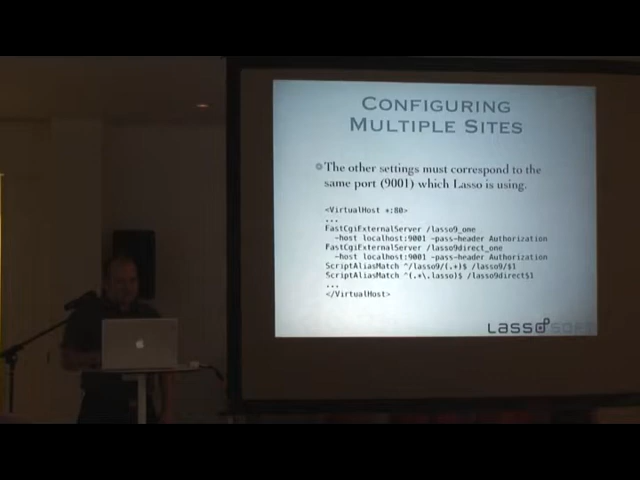 CONFIGURING
MULTIPLE SITES
The other settings must correspond to the
same port (9001) which Lasso is using.
<VirtualHost *:80>
...
FastCgiExternalServer /lasso9_one
-host localhost:9001 -pass-header Authorization
FastCgiExternalServer /lasso9direct_one
-host localhost:9001 -pass-header Authorization
ScriptAliasMatch ^/lasso9/(.*)$ /lasso9/$1
ScriptAliasMatch ^(.*\.lasso)$ /lasso9direct$1
...
</VirtualHost>
LASSOSOFT